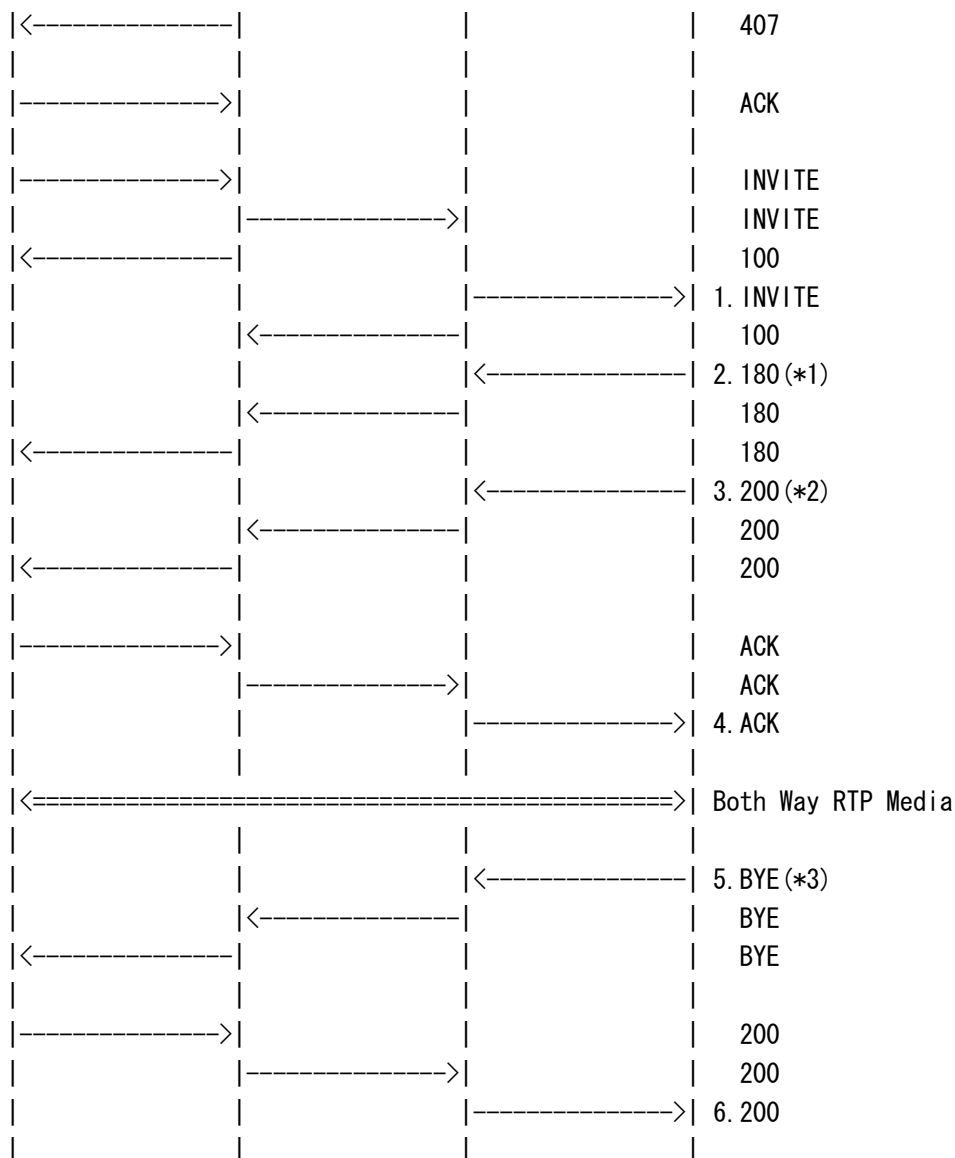 407
ACK
INVITE
INVITE
100
1. INVITE
100
2. 180(*1)
180
180
3. 200(*2)
200
200
ACK
ACK
4. ACK
Both Way RTP Media
5. BYE(*3)
BYE
BYE
200
200
6. 200